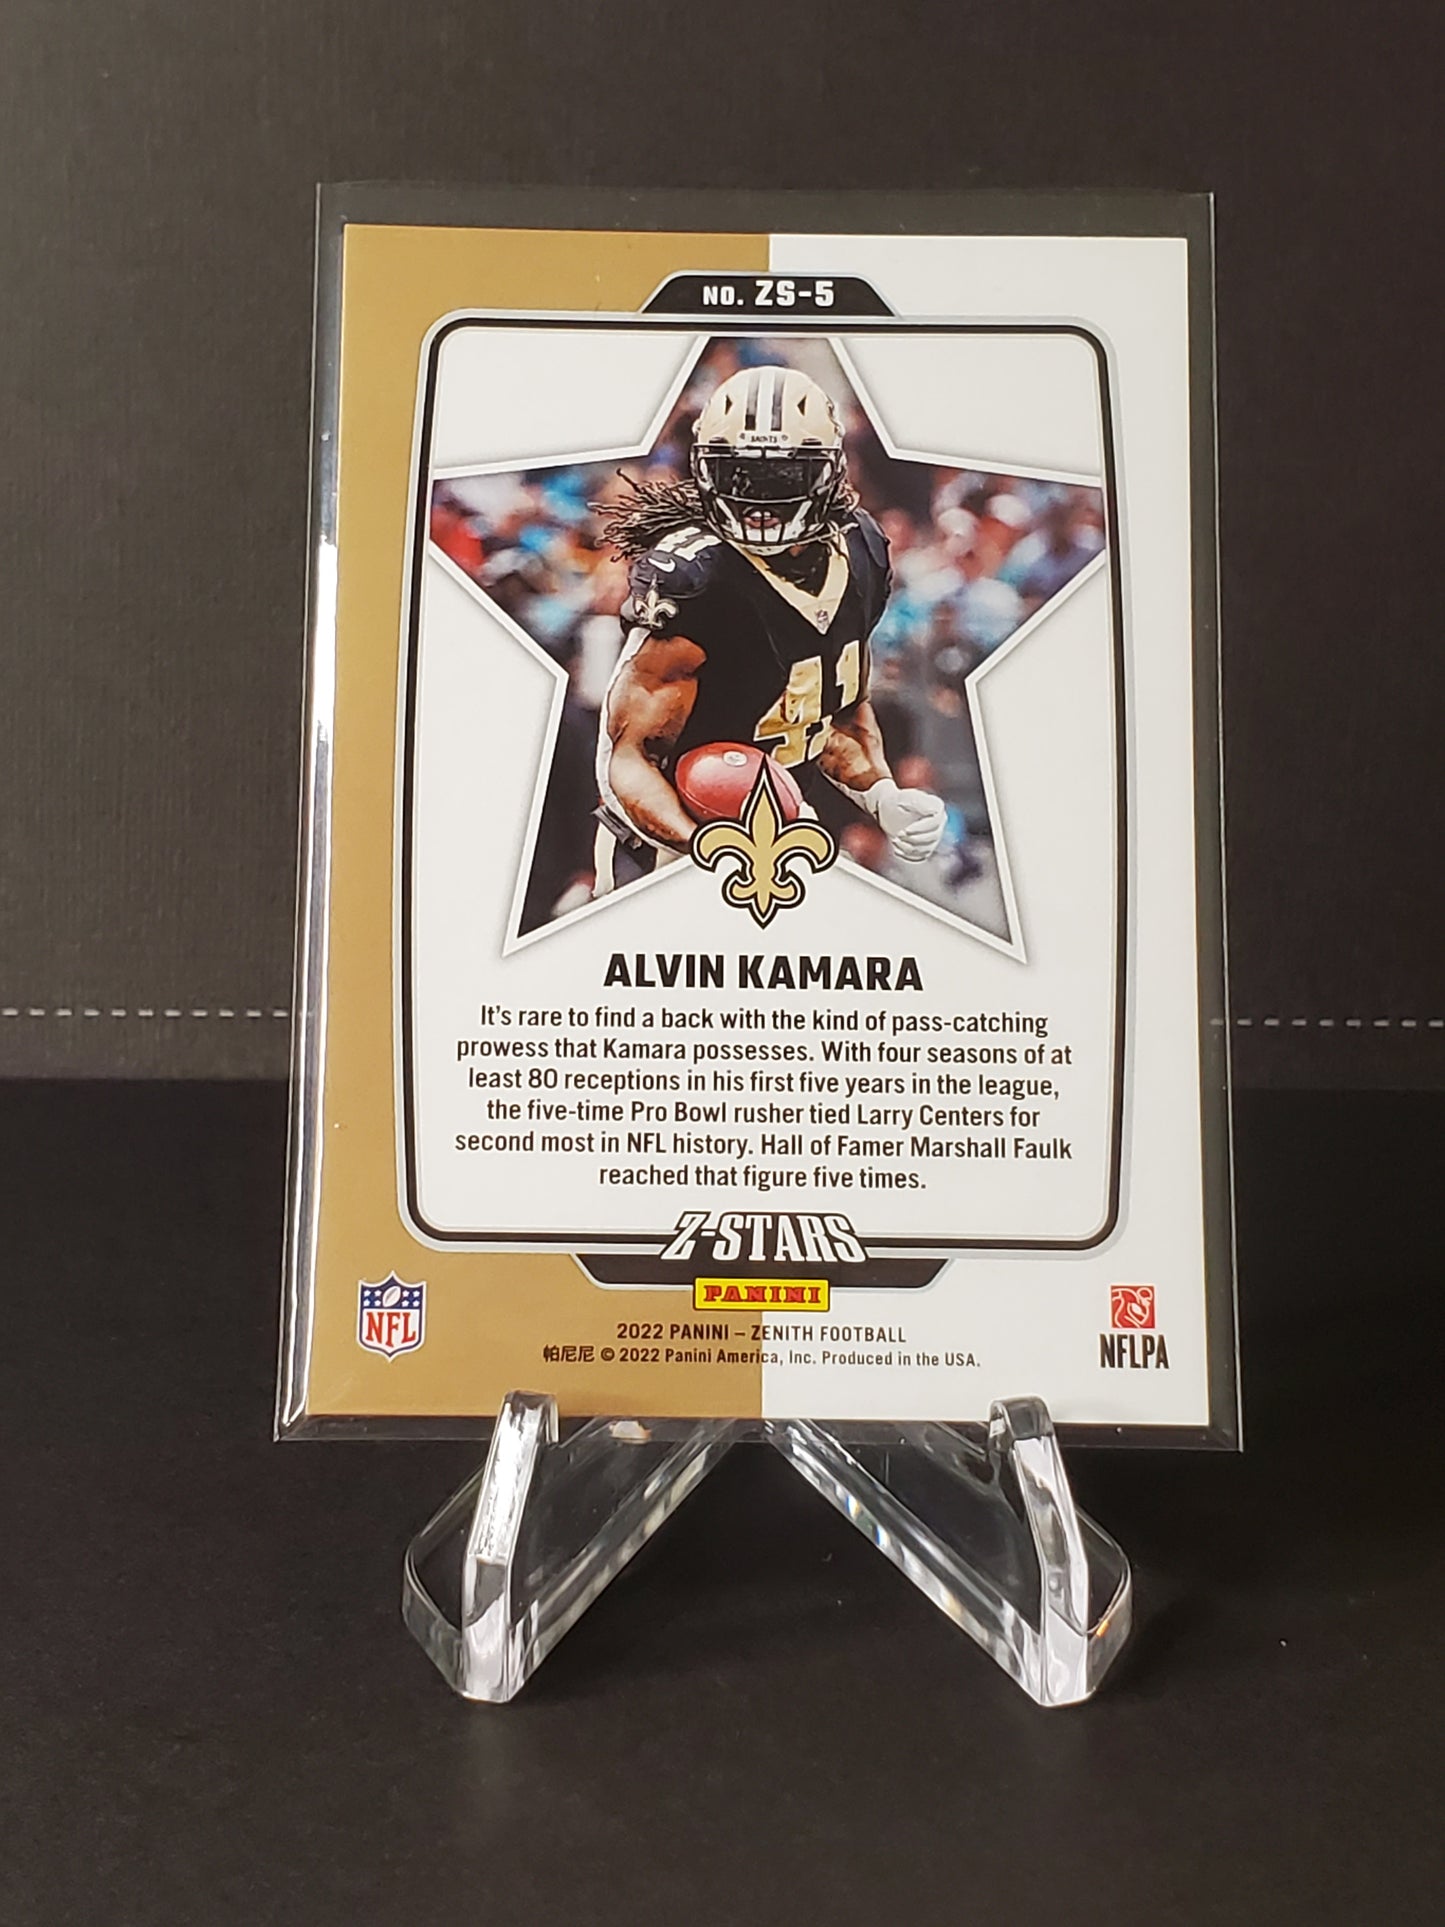 NO. ZS-5
SAINTS
41
41
ALVIN KAMARA
It's rare to find a back with the kind of pass-catching
prowess that Kamara possesses. With four seasons of at
least 80 receptions in his first five years in the league,
the five-time Pro Bowl rusher tied Larry Centers for
second most in NFL history. Hall of Famer Marshall Faulk
reached that figure five times.
Z-STARS
PANINI
NFL
2022 PANINI – ZENITH FOOTBALL
帕尼尼 © 2022 Panini America, Inc. Produced in the USA.
NFLPA